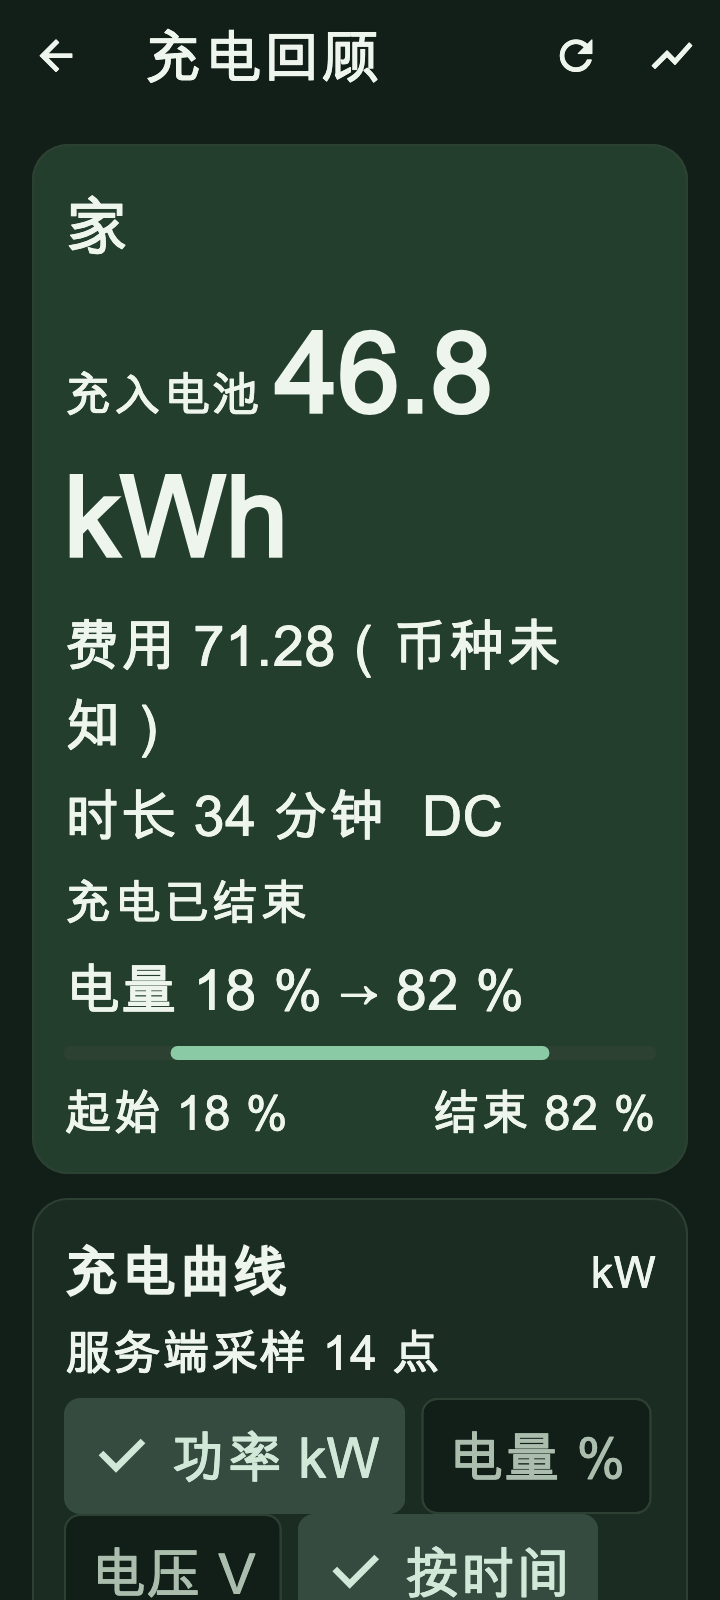 充电回顾
家
充入电池 46.8
kWh
费用 71.28（币种未
知）
时长 34 分钟 DC
充电已结束
电量 18 % → 82 %
起始 18 % 结束 82 %
充电曲线 kW
服务端采样 14 点
功率 kW 电量 %
电压 V 按时间